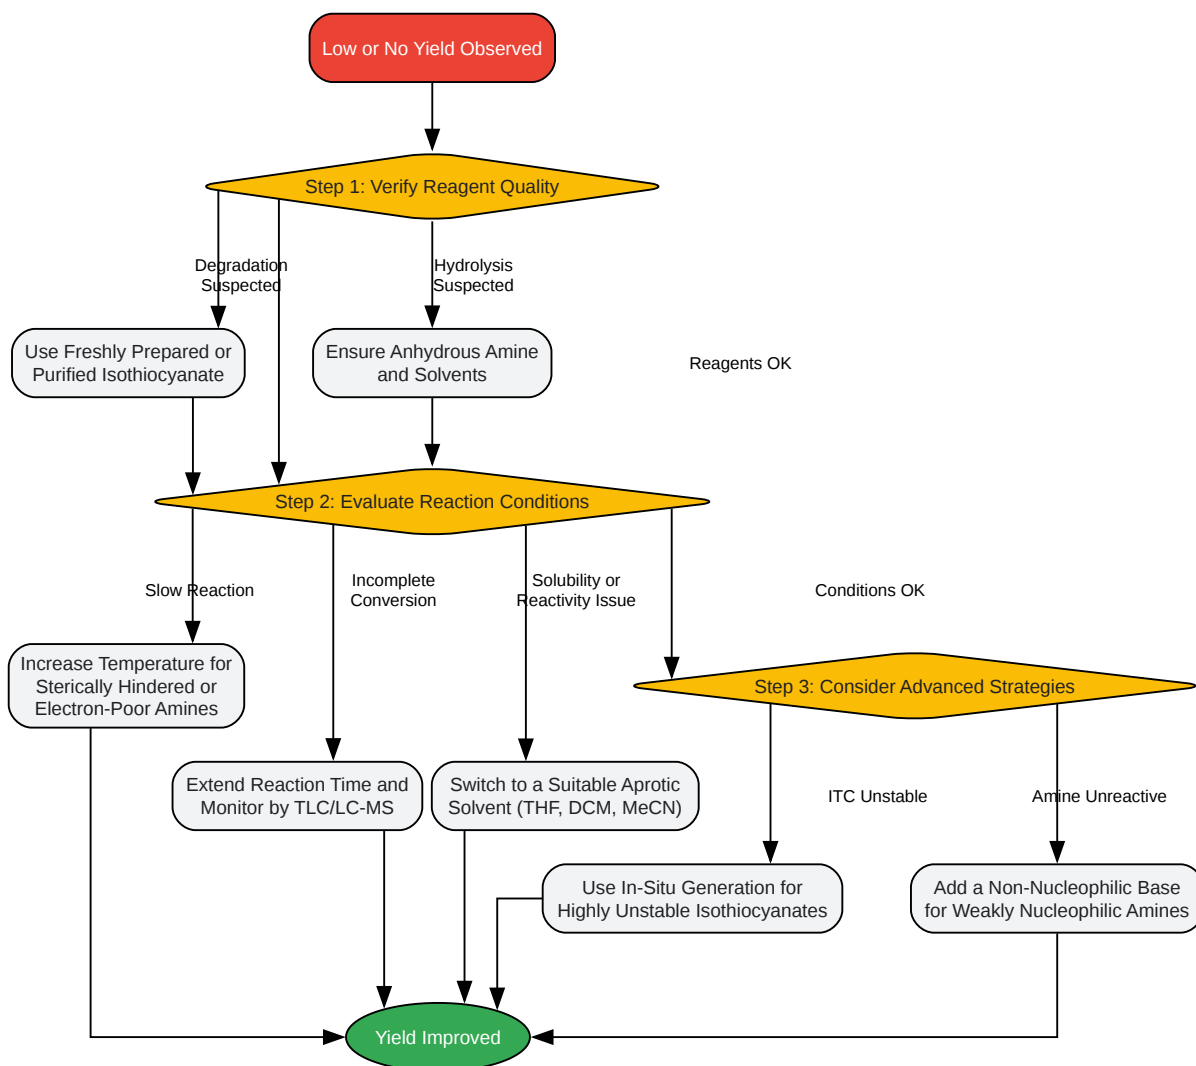 Low or No Yield Observed
Step 1: Verify Reagent Quality
Degradation
Suspected
Hydrolysis
Suspected
Use Freshly Prepared or
Purified Isothiocyanate
Ensure Anhydrous Amine
and Solvents
Reagents OK
Step 2: Evaluate Reaction Conditions
Slow Reaction
Incomplete
Conversion
Solubility or
Reactivity Issue
Conditions OK
Increase Temperature for
Sterically Hindered or
Electron-Poor Amines
Step 3: Consider Advanced Strategies
Extend Reaction Time and
Monitor by TLC/LC-MS
Switch to a Suitable Aprotic
Solvent (THF, DCM, MeCN)
ITC Unstable
Amine Unreactive
Use In-Situ Generation for
Highly Unstable Isothiocyanates
Add a Non-Nucleophilic Base
for Weakly Nucleophilic Amines
Yield Improved